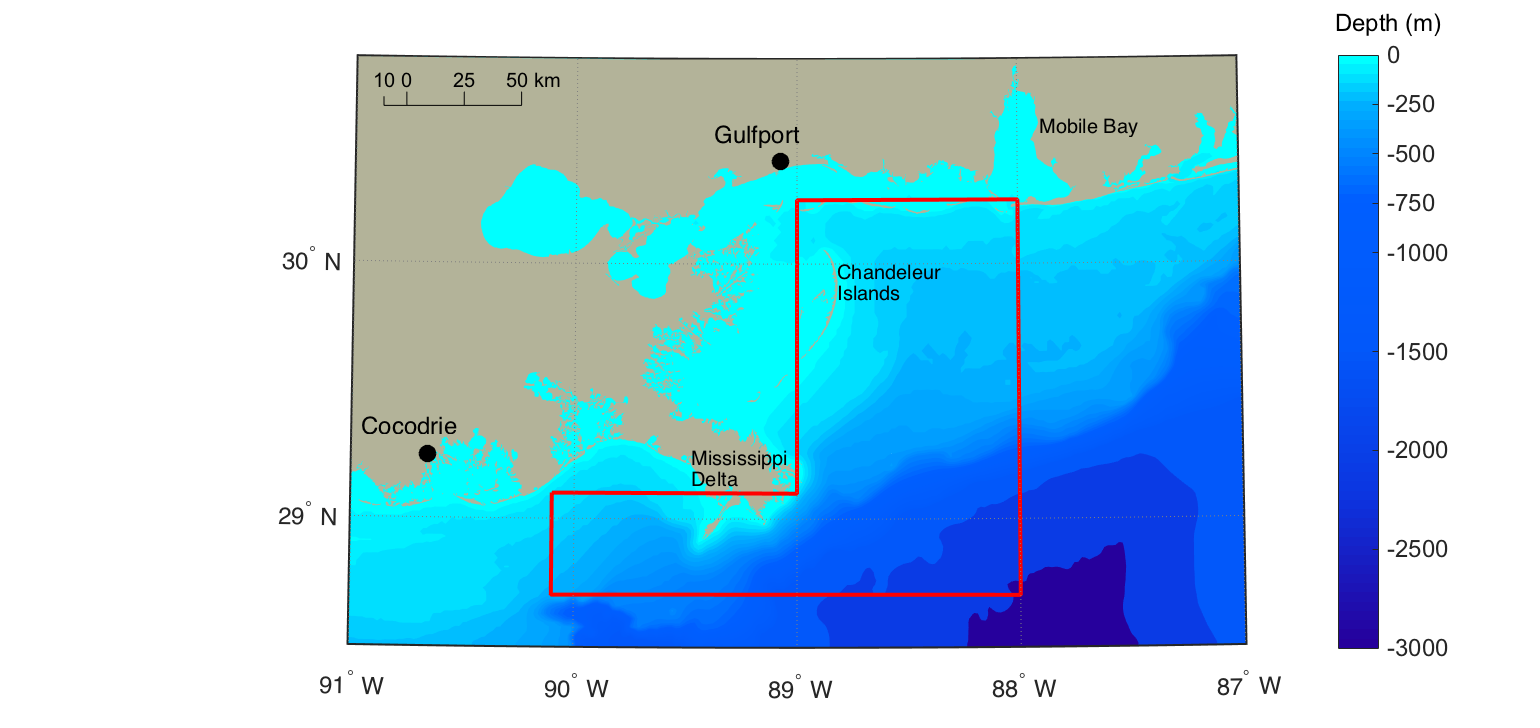 Depth (m)
10 0 25 50 km
0
-250
-500
-750
-1000
-1500
-2000
-2500
-3000
Gulfport
Mobile Bay
30° N
Chandeleur
Islands
Cocodrie
Mississippi
Delta
29° N
91° W 90° W 89° W 88° W 87° W